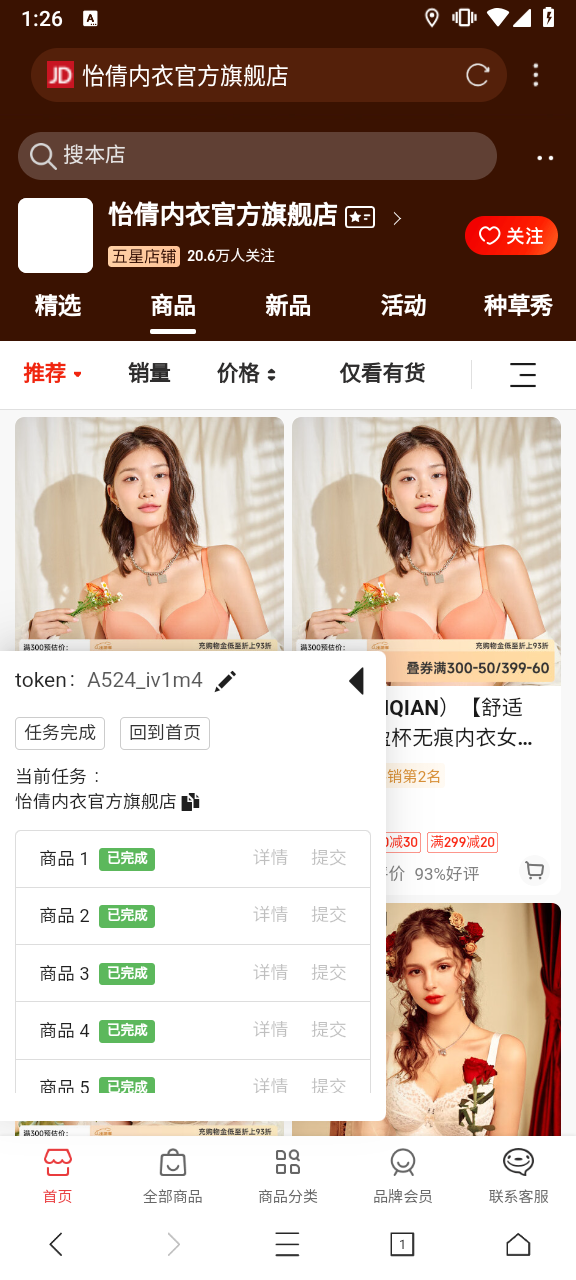 1:26
A
JD 怡倩内衣官方旗舰店
搜本店
怡倩内衣官方旗舰店
五星店铺 20.6万人关注
关注
精选 商品 新品 活动 种草秀
推荐 销量 价格 仅看有货
满300预估价: 充购物金低至折上93折
满300预估价: 充购物金低至折上93折
叠券满300-50/399-60
token: A524_iv1m4
任务完成 回到首页
当前任务：
怡倩内衣官方旗舰店
IQIAN）【舒适
杯无痕内衣女...
销第2名
减30 满299减20
价 93%好评
商品 1 已完成 详情 提交
商品 2 已完成 详情 提交
商品 3 已完成 详情 提交
商品 4 已完成 详情 提交
商品 5 已完成 详情 提交
满300预估价: 充购物金低至折上93折
首页 全部商品 商品分类 品牌会员 联系客服
1